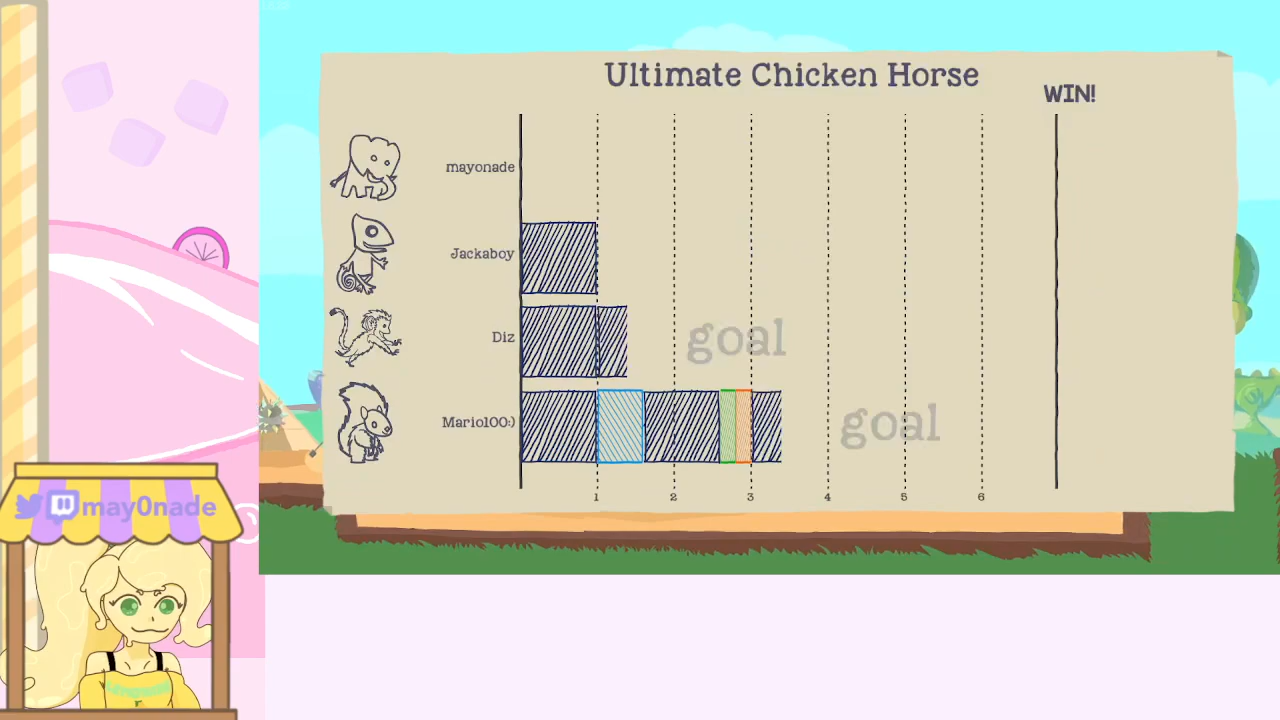 Ultimate Chicken Horse
WIN!
mayonade
Jackaboy
Diz
goal
Mario100:)
goal
1 2 3 4 5 6
may0nade